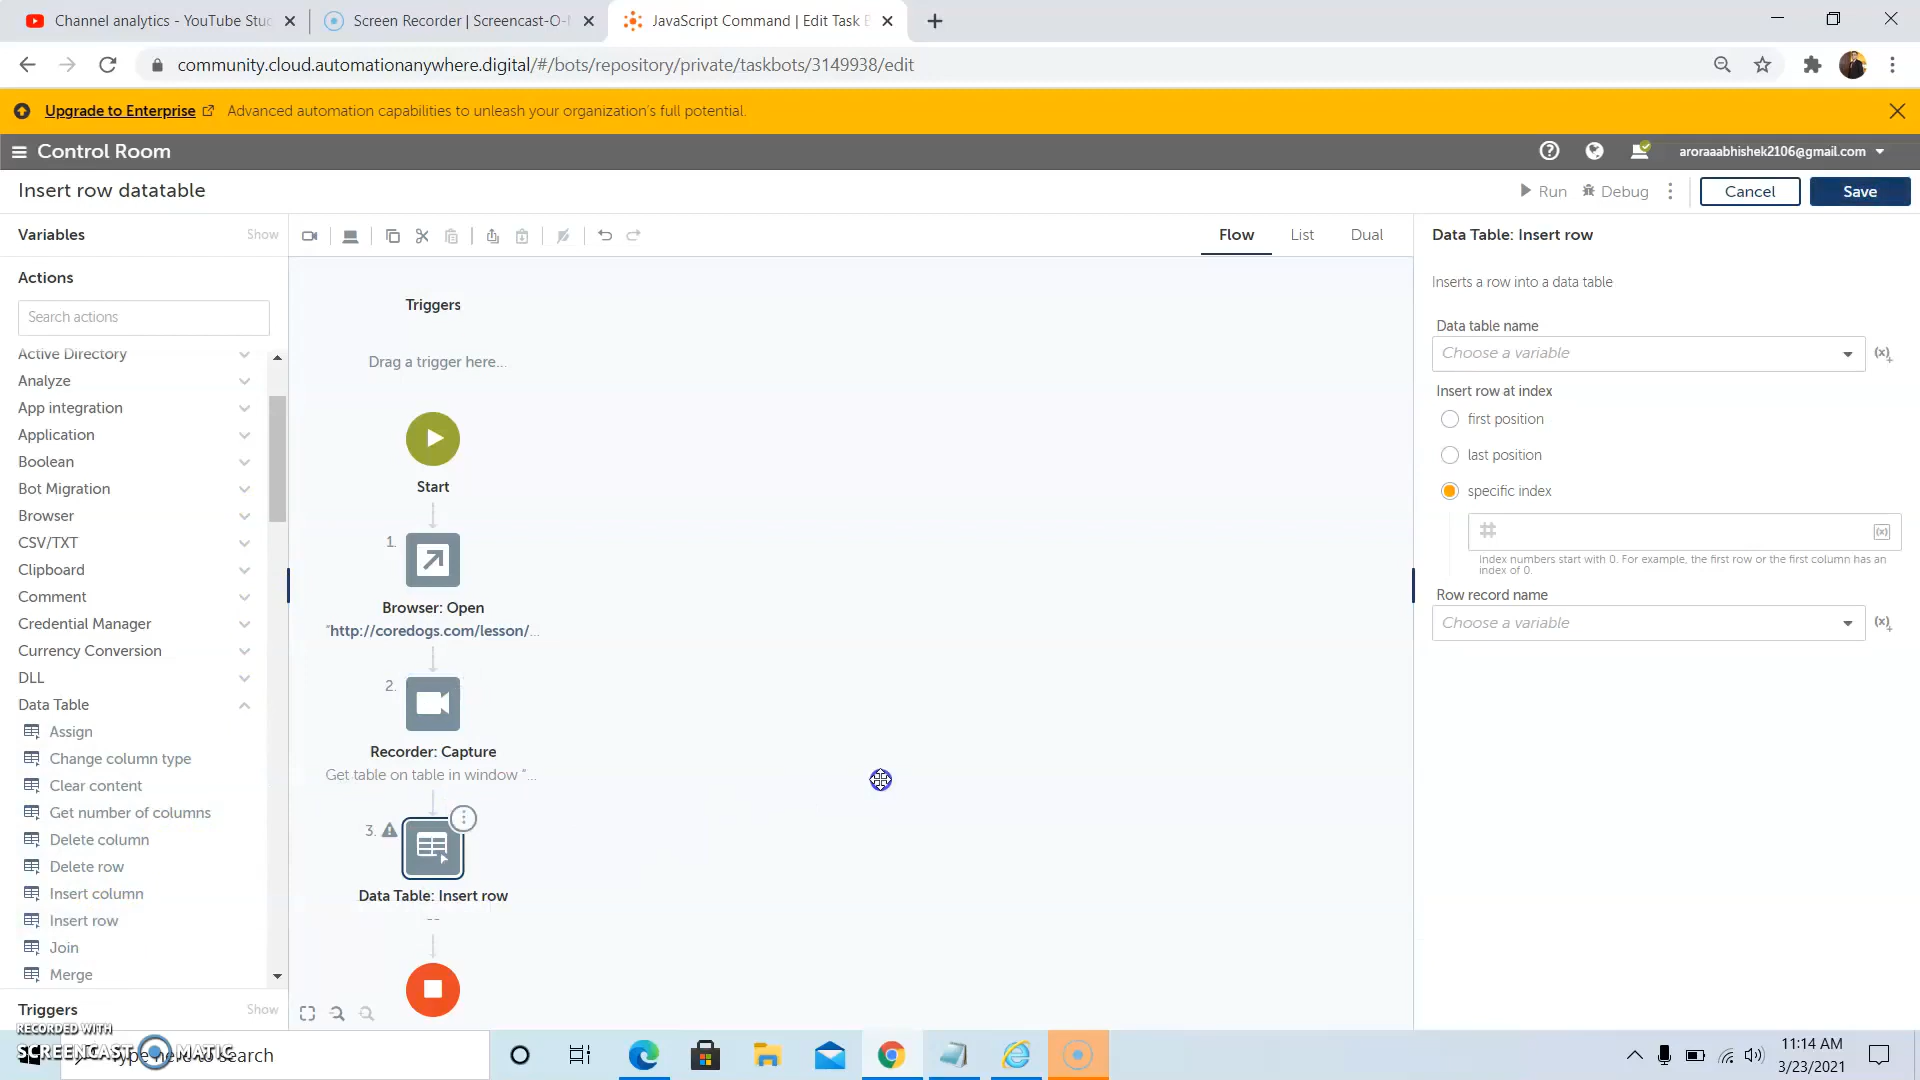 Channel analytics - YouTube Stu
Screen Recorder | Screencast-O-
JavaScript Command | Edit Task
community.cloud.automationanywhere.digital/#/bots/repository/private/taskbots/3149938/edit
Upgrade to Enterprise Advanced automation capabilities to unleash your organization's full potential.
Control Room
aroraaabhishek2106@gmail.com
Insert row datatable
Run
Debug
Cancel
Save
Variables
Show
Flow
List
Dual
Actions
Search actions
Active Directory
Analyze
App integration
Application
Boolean
Bot Migration
Browser
CSV/TXT
Clipboard
Comment
Credential Manager
Currency Conversion
DLL
Data Table
Assign
Change column type
Clear content
Get number of columns
Delete column
Delete row
Insert column
Insert row
Join
Merge
Triggers
Show
Triggers
Drag a trigger here...
Start
1.
Browser: Open
"http://coredogs.com/lesson/...
2.
Recorder: Capture
Get table on table in window "...
3.
Data Table: Insert row
--
Data Table: Insert row
Inserts a row into a data table
Data table name
Choose a variable
(x)+
Insert row at index
first position
last position
specific index
#
(x)
Index numbers start with 0. For example, the first row or the first column has an
index of 0.
Row record name
Choose a variable
(x)+
RECORDED WITH
SCREENCAST MATIC
Type here to search
11:14 AM
3/23/2021